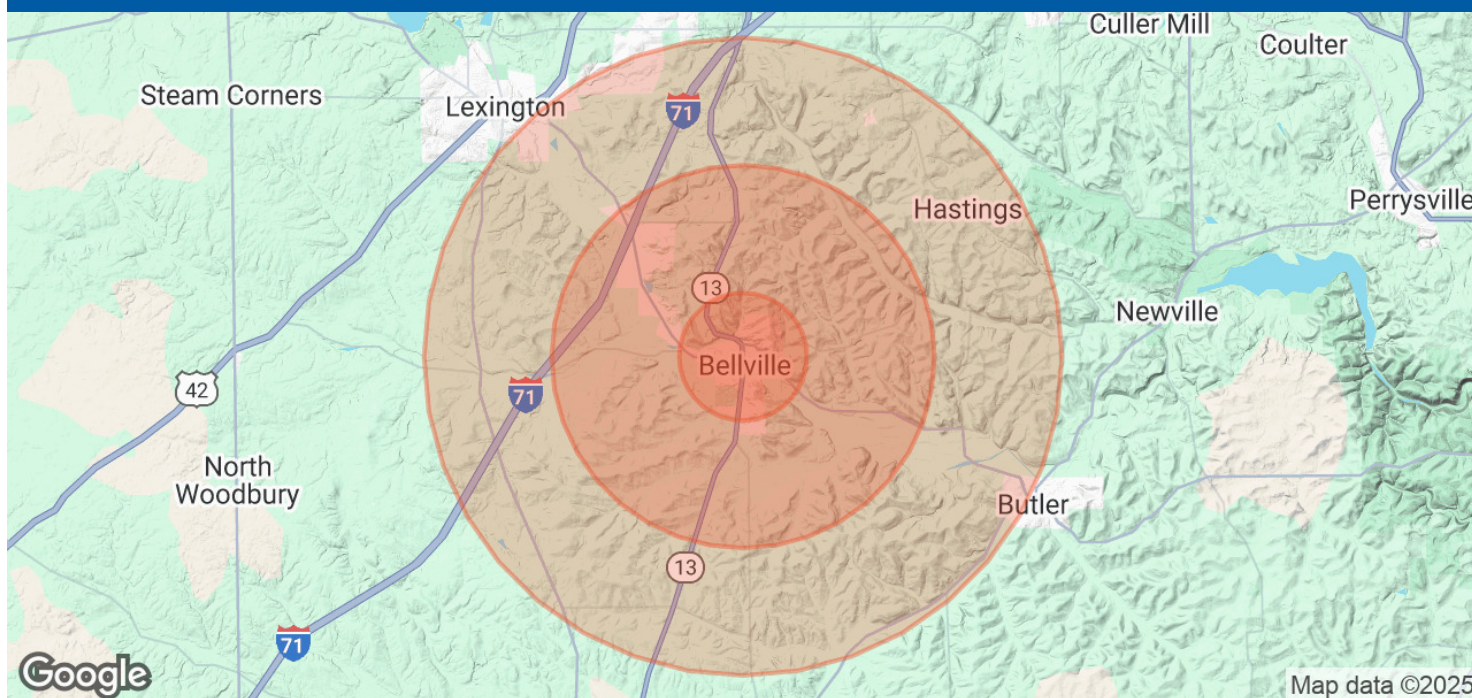 Culler Mill
Coulter
Steam Corners
Lexington
71
Perrysville
Hastings
13
Newville
Bellville
42
71
North
Woodbury
Butler
13
71
Google
Map data ©2025